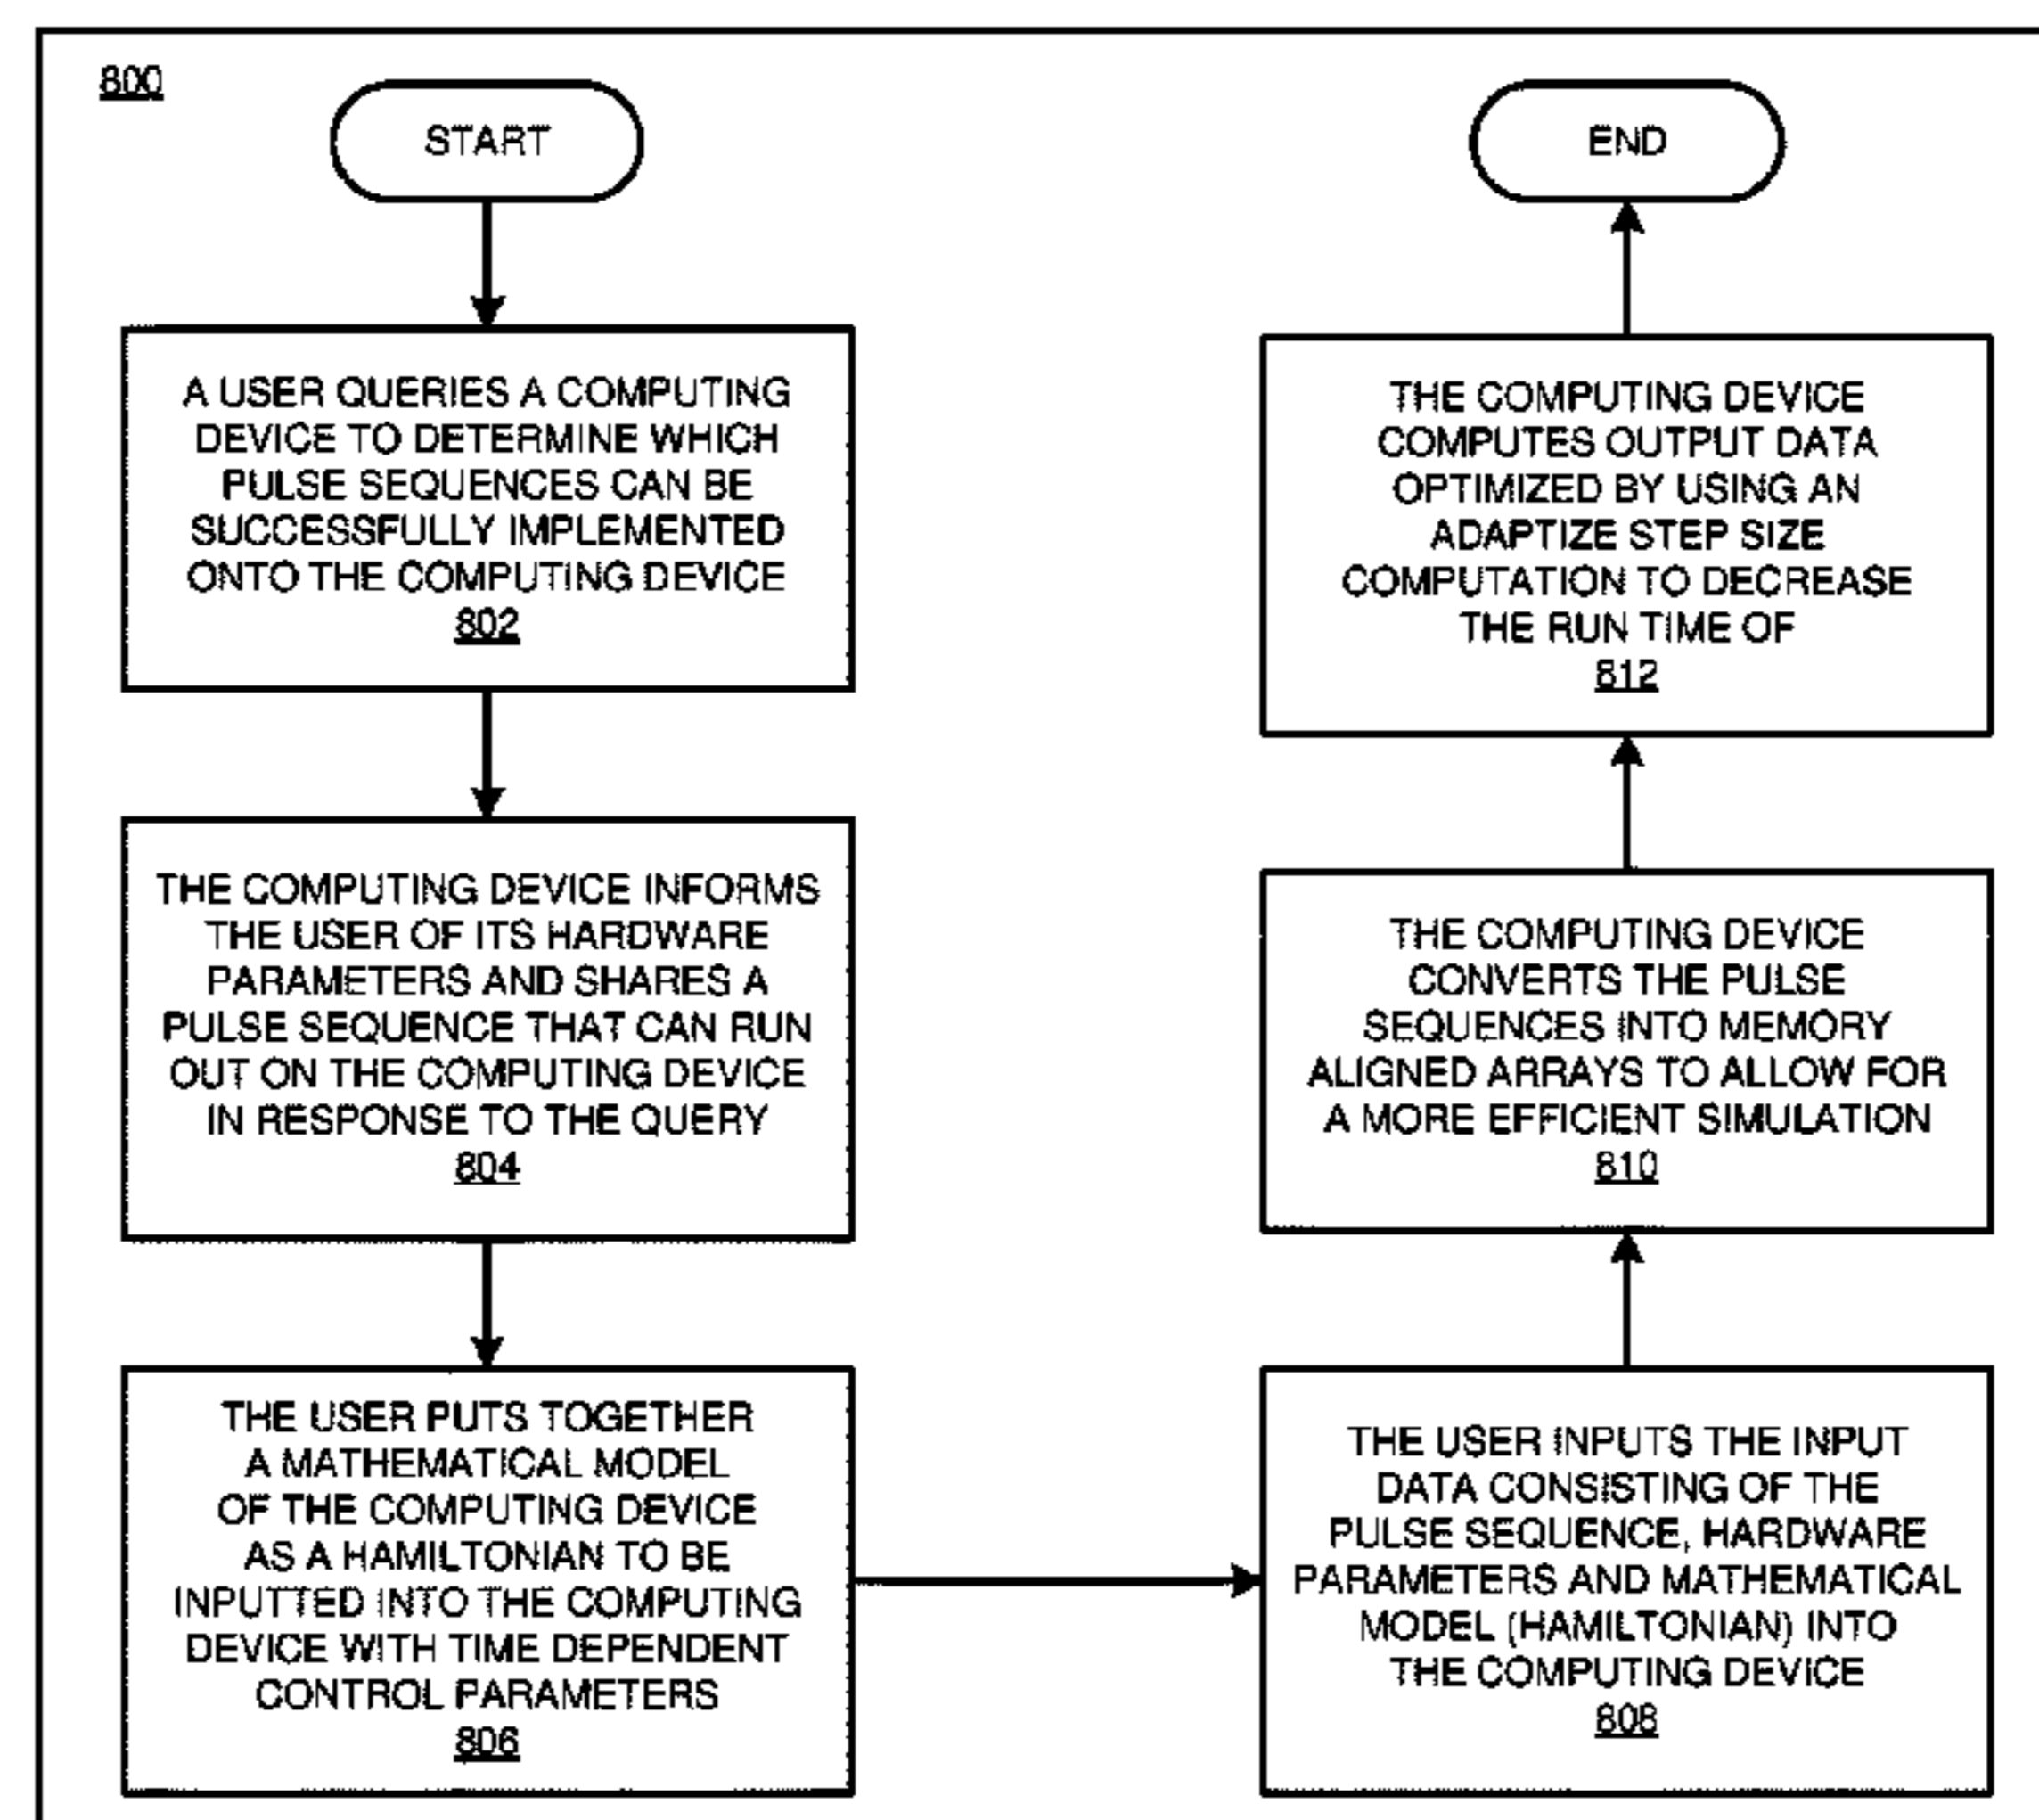 800
START
A USER QUERIES A COMPUTING
DEVICE TO DETERMINE WHICH
PULSE SEQUENCES CAN BE
SUCCESSFULLY IMPLEMENTED
ONTO THE COMPUTING DEVICE
802
THE COMPUTING DEVICE INFORMS
THE USER OF ITS HARDWARE
PARAMETERS AND SHARES A
PULSE SEQUENCE THAT CAN RUN
OUT ON THE COMPUTING DEVICE
IN RESPONSE TO THE QUERY
804
THE USER PUTS TOGETHER
A MATHEMATICAL MODEL
OF THE COMPUTING DEVICE
AS A HAMILTONIAN TO BE
INPUTTED INTO THE COMPUTING
DEVICE WITH TIME DEPENDENT
CONTROL PARAMETERS
806
THE USER INPUTS THE INPUT
DATA CONSISTING OF THE
PULSE SEQUENCE, HARDWARE
PARAMETERS AND MATHEMATICAL
MODEL (HAMILTONIAN) INTO
THE COMPUTING DEVICE
808
THE COMPUTING DEVICE
CONVERTS THE PULSE
SEQUENCES INTO MEMORY
ALIGNED ARRAYS TO ALLOW FOR
A MORE EFFICIENT SIMULATION
810
THE COMPUTING DEVICE
COMPUTES OUTPUT DATA
OPTIMIZED BY USING AN
ADAPTIZE STEP SIZE
COMPUTATION TO DECREASE
THE RUN TIME OF
812
END